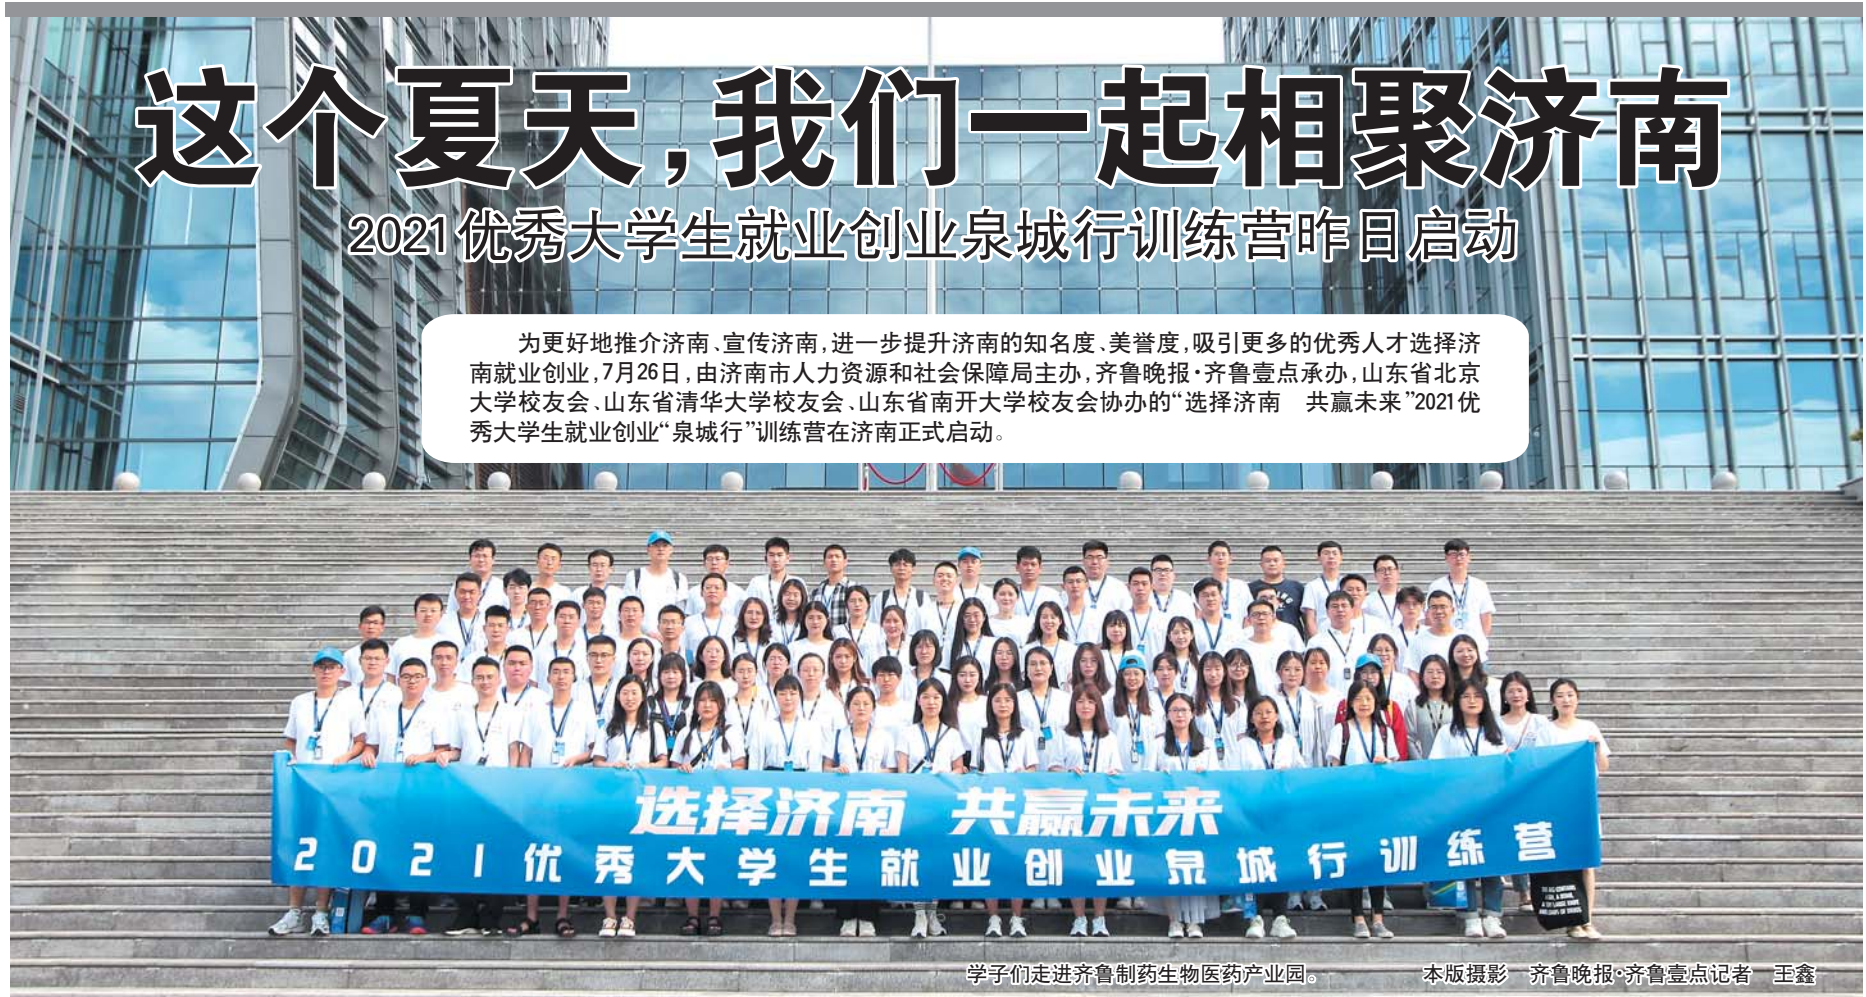 这个夏天,我们一起相聚济南
2021优秀大学生就业创业泉城行训练营昨日启动
为更好地推介济南、宣传济南,进一步提升济南的知名度、美誉度,吸引更多的优秀人才选择济
南就业创业,7月26日,由济南市人力资源和社会保障局主办,齐鲁晚报·齐鲁壹点承办,山东省北京
大学校友会、山东省清华大学校友会、山东省南开大学校友会协办的“选择济南　共赢未来”2021优
秀大学生就业创业“泉城行”训练营在济南正式启动。
选择济南 共赢未来
2021优秀大学生就业创业泉城行训练营
学子们走进齐鲁制药生物医药产业园。　本版摄影　齐鲁晚报·齐鲁壹点记者　王鑫